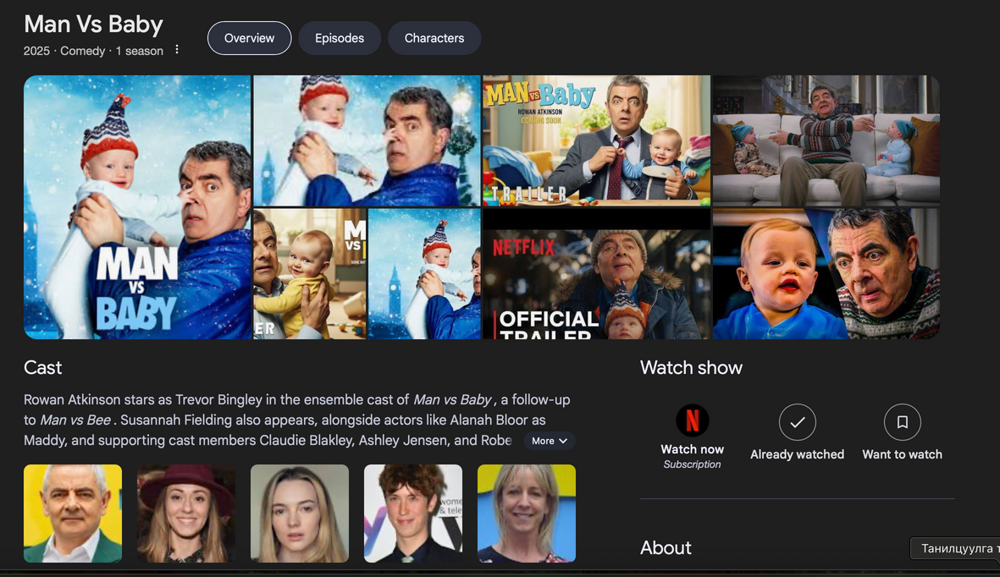 Man Vs Baby
2025 · Comedy · 1 season
Overview
Episodes
Characters
MAN
VS
BABY
MAN VS Baby
ROWAN ATKINSON
COMING SOON
TRAILER
M
VS
ER
NETFLIX
OFFICIAL
TRAILER
Cast
Rowan Atkinson stars as Trevor Bingley in the ensemble cast of Man vs Baby , a follow-up
to Man vs Bee . Susannah Fielding also appears, alongside actors like Alanah Bloor as
Maddy, and supporting cast members Claudie Blakley, Ashley Jensen, and Robe
More
Watch show
N
Watch now
Subscription
Already watched
Want to watch
About
Танилцуулга